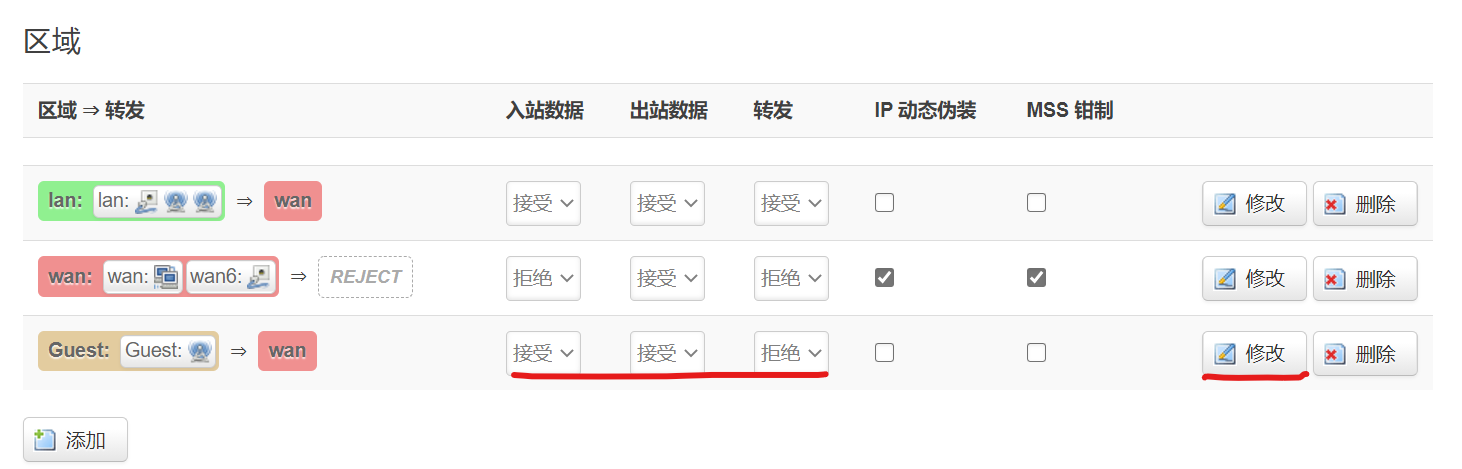 区域
区域 ⇒ 转发 入站数据 出站数据 转发 IP 动态伪装 MSS 钳制
lan: lan: ⇒ wan 接受 接受 接受 修改 删除
wan: wan: wan6: ⇒ REJECT 拒绝 接受 拒绝 修改 删除
Guest: Guest: ⇒ wan 接受 接受 拒绝 修改 删除
添加